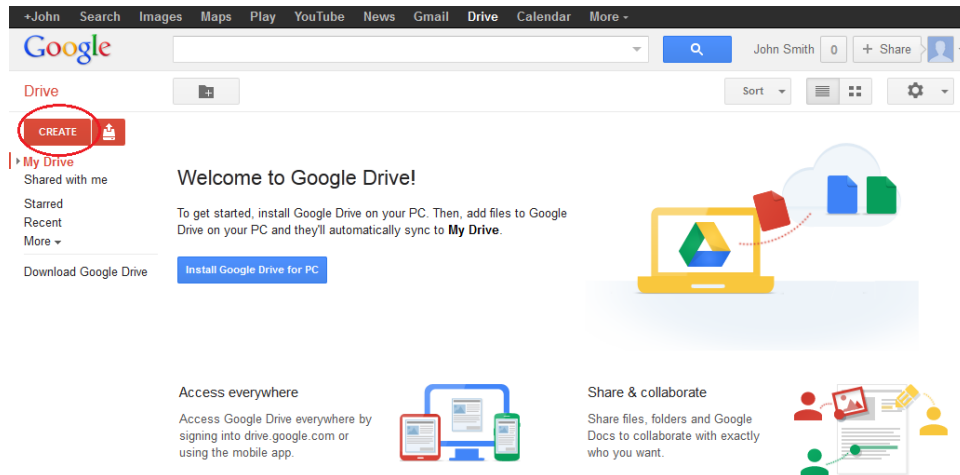 +John Search Images Maps Play YouTube News Gmail Drive Calendar More
Google
John Smith 0 + Share
Drive
Sort
CREATE
My Drive
Shared with me
Starred
Recent
More
Download Google Drive
Welcome to Google Drive!
To get started, install Google Drive on your PC. Then, add files to Google
Drive on your PC and they'll automatically sync to My Drive.
Install Google Drive for PC
Access everywhere
Access Google Drive everywhere by
signing into drive.google.com or
using the mobile app.
Share & collaborate
Share files, folders and Google
Docs to collaborate with exactly
who you want.